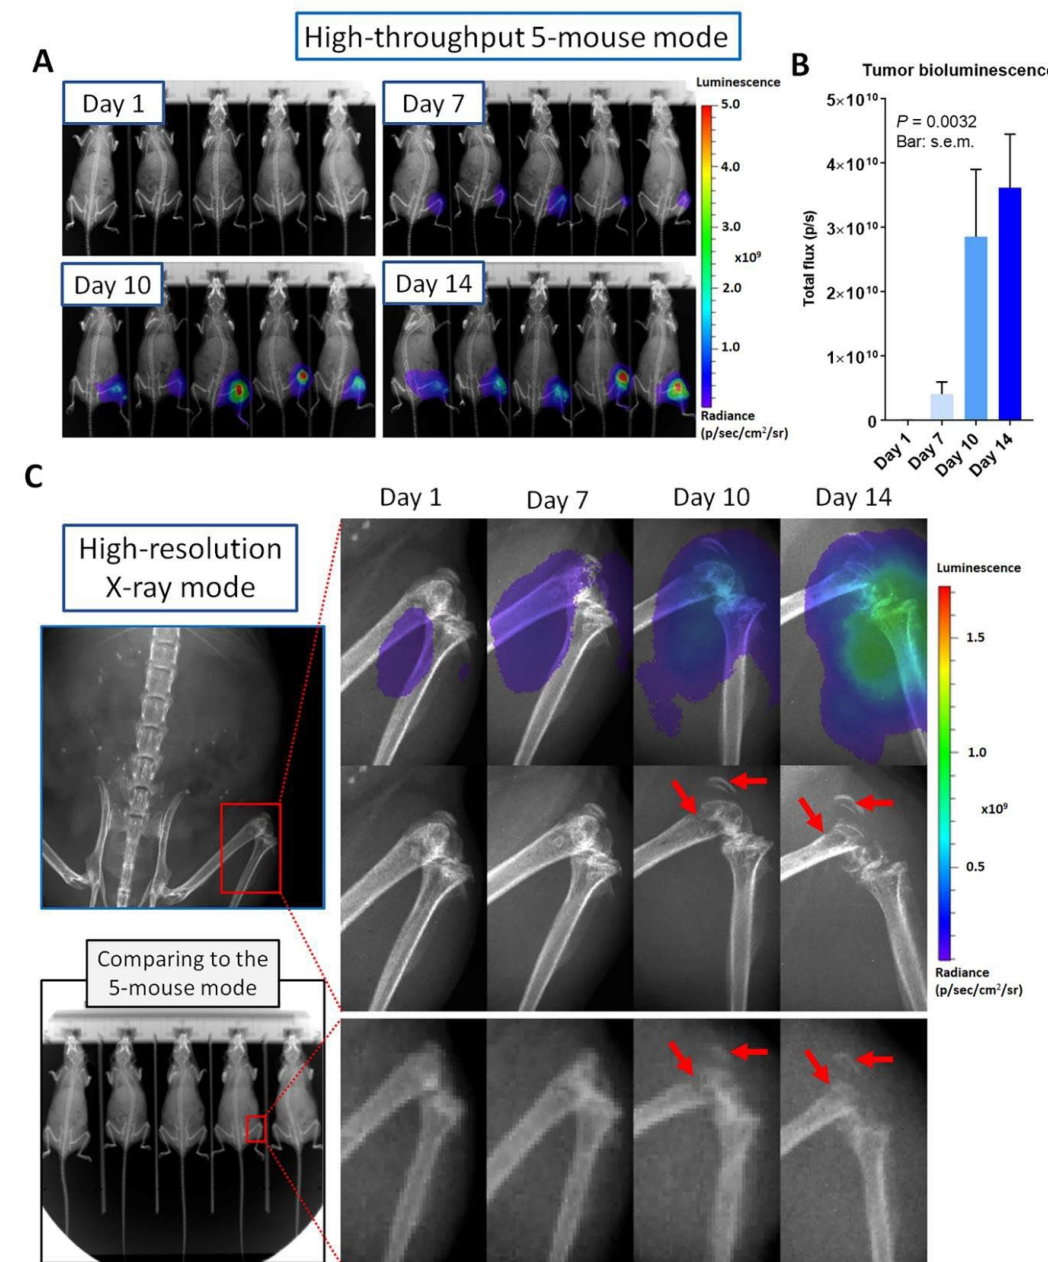 High-throughput 5-mouse mode
A
Day 1
Day 7
Day 10
Day 14
Luminescence
5.0
4.0
3.0
x10⁹
2.0
1.0
Radiance
(p/sec/cm²/sr)
B
Tumor bioluminescence
P = 0.0032
Bar: s.e.m.
Total flux (p/s)
5×10¹⁰
4×10¹⁰
3×10¹⁰
2×10¹⁰
1×10¹⁰
0
Day 1
Day 7
Day 10
Day 14
C
High-resolution
X-ray mode
Day 1
Day 7
Day 10
Day 14
Luminescence
1.5
1.0
x10⁹
0.5
Radiance
(p/sec/cm²/sr)
Comparing to the
5-mouse mode